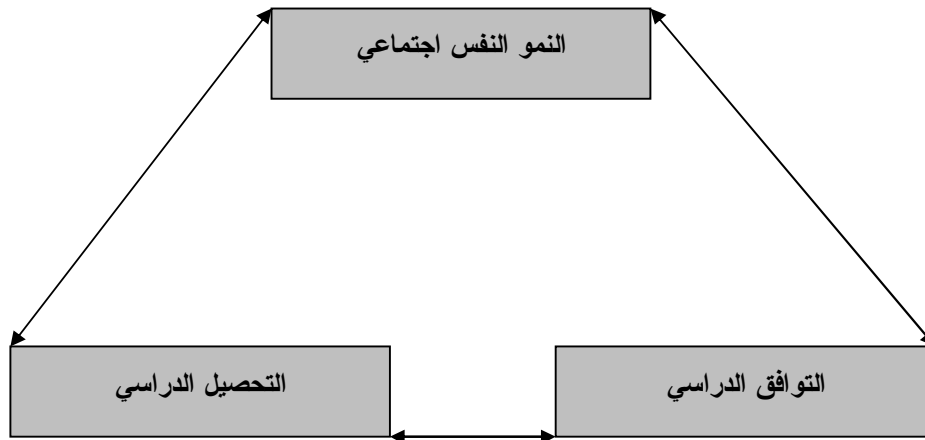 النمو النفس اجتماعي
التوافق الدراسي
التحصيل الدراسي